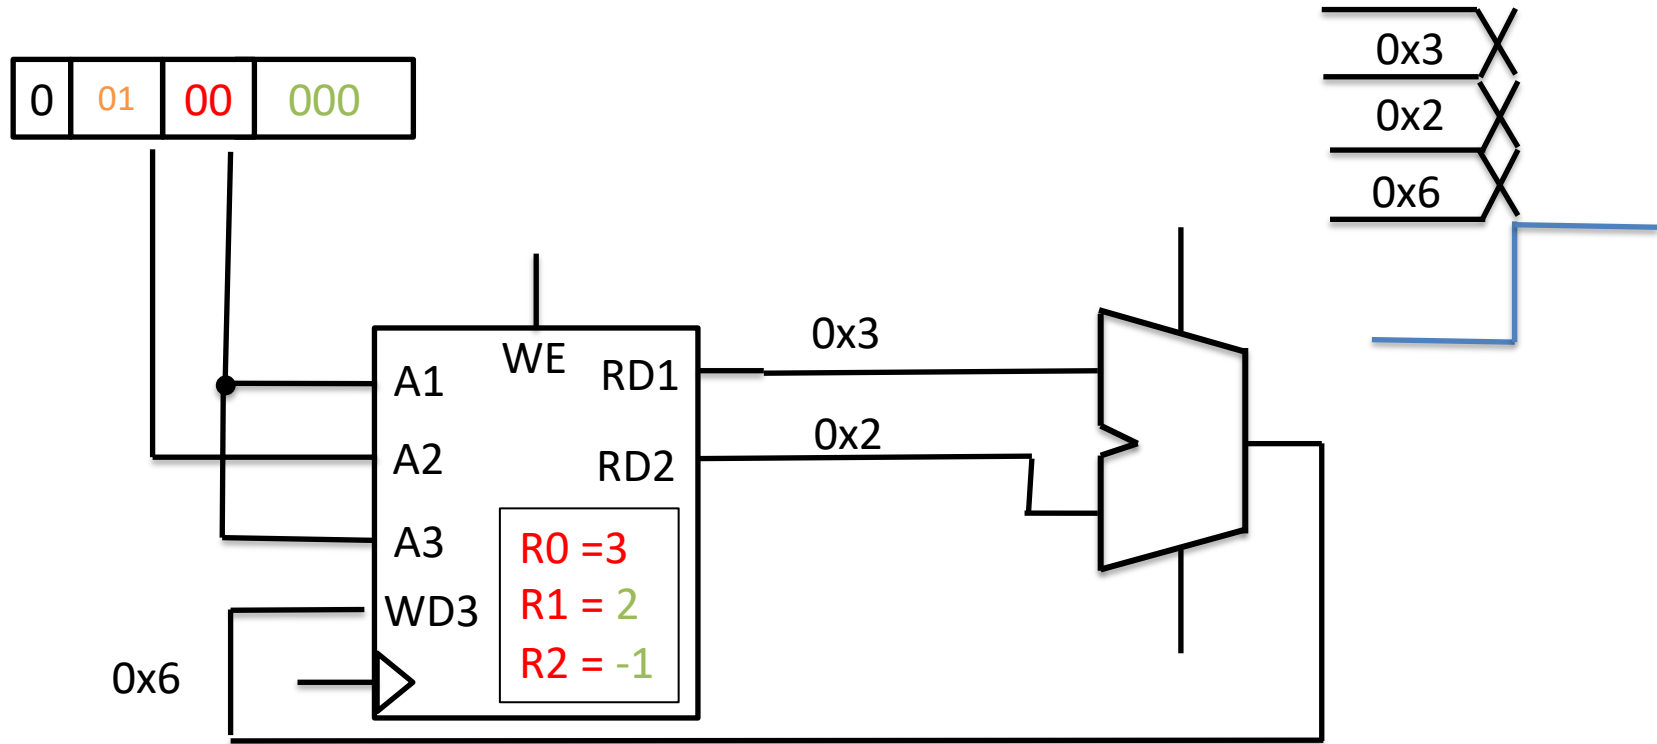 0 01 00 000
0x3
0x2
0x6
0x3
WE
A1
RD1
0x2
A2
RD2
A3
R0 =3
WD3
R1 = 2
R2 = -1
0x6